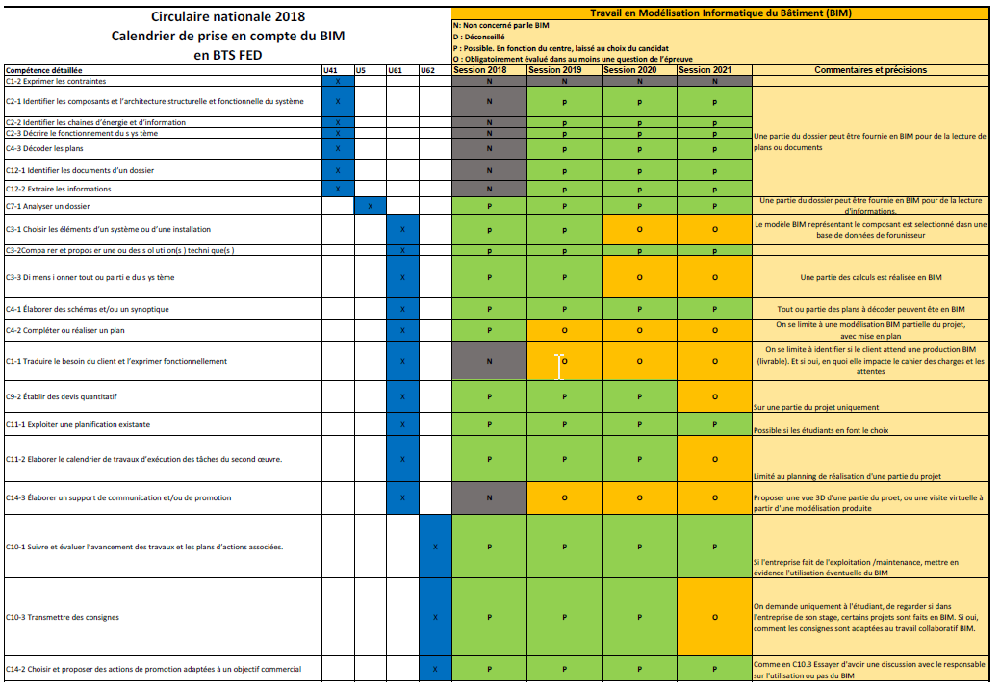 Circulaire nationale 2018
Calendrier de prise en compte du BIM
en BTS FED
Travail en Modélisation Informatique du Bâtiment (BIM)
N: Non concerné par le BIM
D : Déconseillé
P : Possible. En fonction du centre, laissé au choix du candidat
O : Obligatoirement évalué dans au moins une question de l'épreuve
Compétence détaillée U41 U5 U61 U62 Session 2018 Session 2019 Session 2020 Session 2021 Commentaires et précisions
C1-2 Exprimer les contraintes X N N N N
C2-1 Identifier les composants et l'architecture structurelle et fonctionnelle du système X N p p p
C2-2 Identifier les chaines d'énergie et d'information X N p p p
C2-3 Décrire le fonctionnement du s ys tème X N p p p
Une partie du dossier peut être fournie en BIM pour de la lecture de
plans ou documents
C4-3 Décoder les plans X N p p p
C12-1 Identifier les documents d'un dossier X N p p p
C12-2 Extraire les informations X N p p p
C7-1 Analyser un dossier X P P P P
Une partie du dossier peut être fournie en BIM pour de la lecture
d'informations.
C3-1 Choisir les éléments d'un système ou d'une installation X p p O O
Le modèle BIM représentant le composant est selectionné dasn une
base de données de forunisseur
C3-2Compa rer et propos er une ou des s ol uti on(s ) techni que(s ) X p p p p
C3-3 Di mens i onner tout ou pa rti e du s ys tème X P P O O Une partie des calculs est réalisée en BIM
C4-1 Élaborer des schémas et/ou un synoptique X P P P P Tout ou partie des plans à décoder peuvent ête en BIM
C4-2 Compléter ou réaliser un plan X P O O O
On se limite à une modélisation BIM partielle du projet,
avec mise en plan
C1-1 Traduire le besoin du client et l'exprimer fonctionnellement X N O O O
On se limite à identifier si le client attend une production BIM
(livrable). Et si oui, en quoi elle impacte le cahier des charges et les
attentes
C9-2 Établir des devis quantitatif X P P P O
Sur une partie du projet uniquement
C11-1 Exploiter une planification existante X P P P P
Possible si les étudiants en font le choix
C11-2 Elaborer le calendrier de travaux d'exécution des tâches du second œuvre. X P P P O
Limité au planning de réalisation d'une partie du projet
C14-3 Élaborer un support de communication et/ou de promotion X N O O O
Proposer une vue 3D d'une partie du proet, ou une visite virtuelle à
partir d'une modélisation produite
C10-1 Suivre et évaluer l'avancement des travaux et les plans d'actions associées. X P P P P
Si l'entreprise fait de l'exploitation /maintenance, mettre en
évidence l'utilisation éventuelle du BIM
C10-3 Transmettre des consignes X P P P O
On demande uniquement à l'étudiant, de regarder si dans
l'entreprise de son stage, certains projets sont faits en BIM. Si oui,
comment les consignes sont adaptées au travail collaboratif BIM.
C14-2 Choisir et proposer des actions de promotion adaptées à un objectif commercial X P P P P
Comme en C10.3 Essayer d'avoir une discussion avec le responsable
sur l'utilisation ou pas du BIM